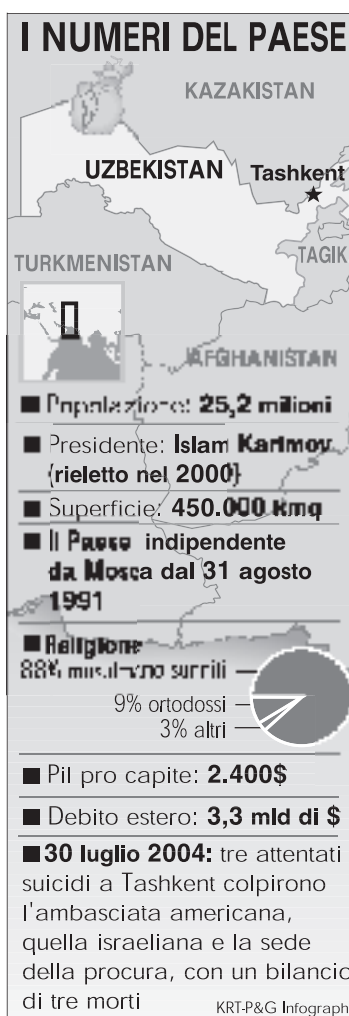 I NUMERI DEL PAESE
KAZAKISTAN
UZBEKISTAN
Tashkent
TURKMENISTAN
TAGIK
AFGHANISTAN
■ Popolazione: 25,2 milioni
■ Presidente: Islam Karimov
(rieletto nel 2000)
■ Superficie: 450.000 kmq
■ Il Paese indipendente
da Mosca dal 31 agosto
1991
■ Religione
88% musulmano sunniti
9% ortodossi
3% altri
■ Pil pro capite: 2.400$
■ Debito estero: 3,3 mld di $
■ 30 luglio 2004: tre attentati
suicidi a Tashkent colpirono
l'ambasciata americana,
quella israeliana e la sede
della procura, con un bilancio
di tre morti
KRT-P&G Infograph